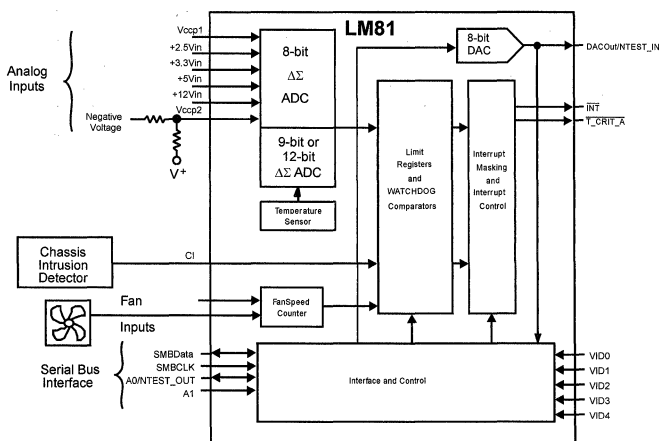 LM81
Analog
Inputs
Vccp1
+2.5Vin
+3.3Vin
+5Vin
+12Vin
Vccp2
Negative
Voltage
V+
8-bit
ΔΣ
ADC
9-bit or
12-bit
ΔΣ ADC
Temperature
Sensor
8-bit
DAC
DACOut/NTEST_IN
INT
T_CRIT_A
Limit
Registers
and
WATCHDOG
Comparators
Interrupt
Masking
and
Interrupt
Control
Chassis
Intrusion
Detector
CI
Fan
Inputs
FanSpeed
Counter
Serial Bus
Interface
SMBData
SMBCLK
A0/NTEST_OUT
A1
Interface and Control
VID0
VID1
VID2
VID3
VID4